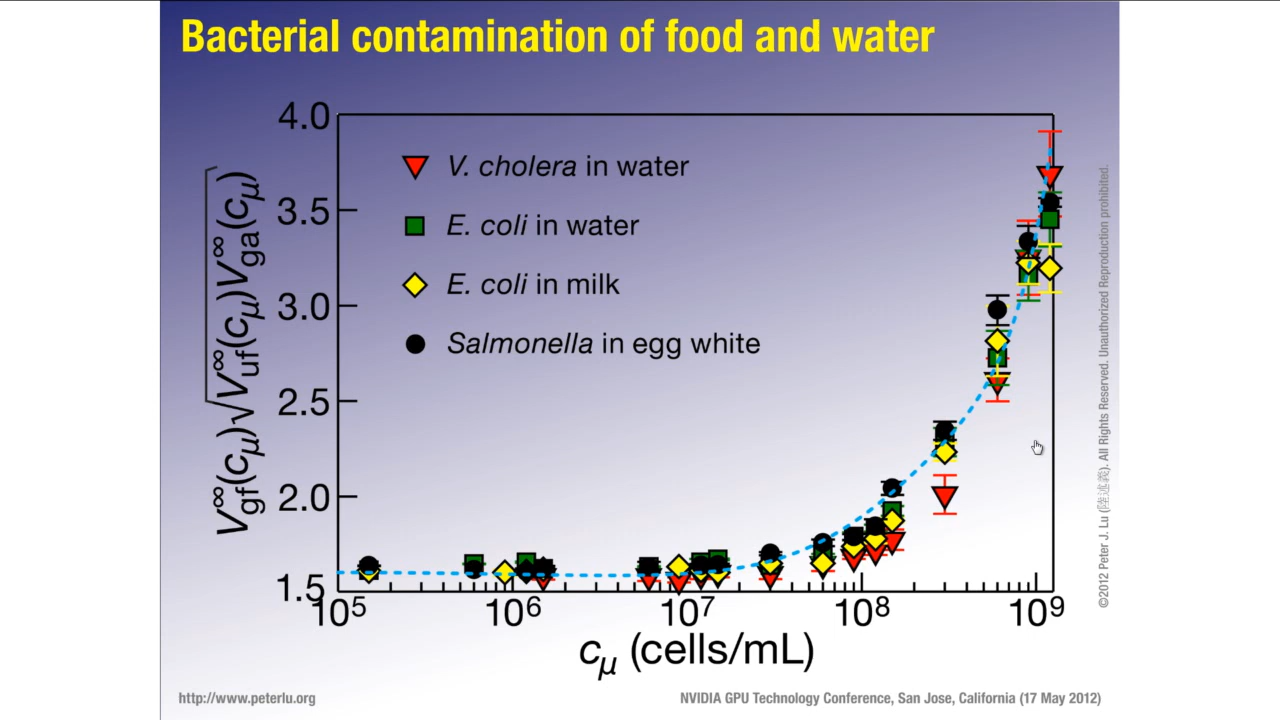 Bacterial contamination of food and water
4.0
3.5
3.0
2.5
2.0
1.5
V∞gf(cμ)√V∞uf(cμ)V∞ga(cμ)
V. cholera in water
E. coli in water
E. coli in milk
Salmonella in egg white
10⁵ 10⁶ 10⁷ 10⁸ 10⁹
cμ (cells/mL)
©2012 Peter J. Lu (陸述義). All Rights Reserved. Unauthorized Reproduction prohibited.
http://www.peterlu.org
NVIDIA GPU Technology Conference, San Jose, California (17 May 2012)